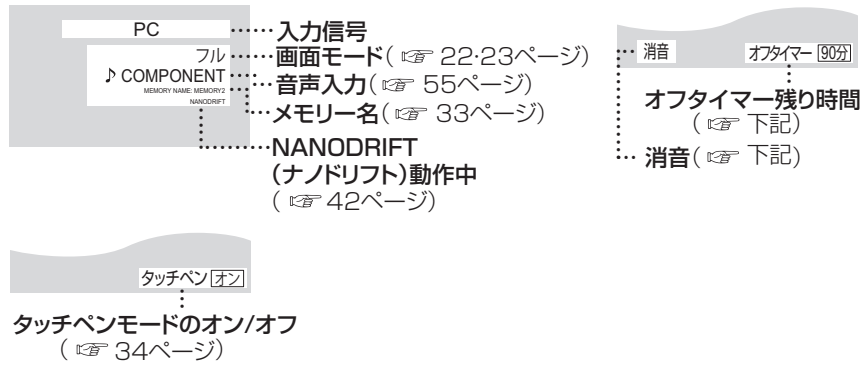 PC
フル
♪ COMPONENT
MEMORY NAME: MEMORY2
NANODRIFT
入力信号
画面モード( ☞ 22・23ページ)
音声入力( ☞ 55ページ)
メモリー名( ☞ 33ページ)
NANODRIFT
(ナノドリフト)動作中
( ☞ 42ページ)
消音
オフタイマー 90分
オフタイマー残り時間
( ☞ 下記)
消音( ☞ 下記)
タッチペン オン
タッチペンモードのオン/オフ
( ☞ 34ページ)